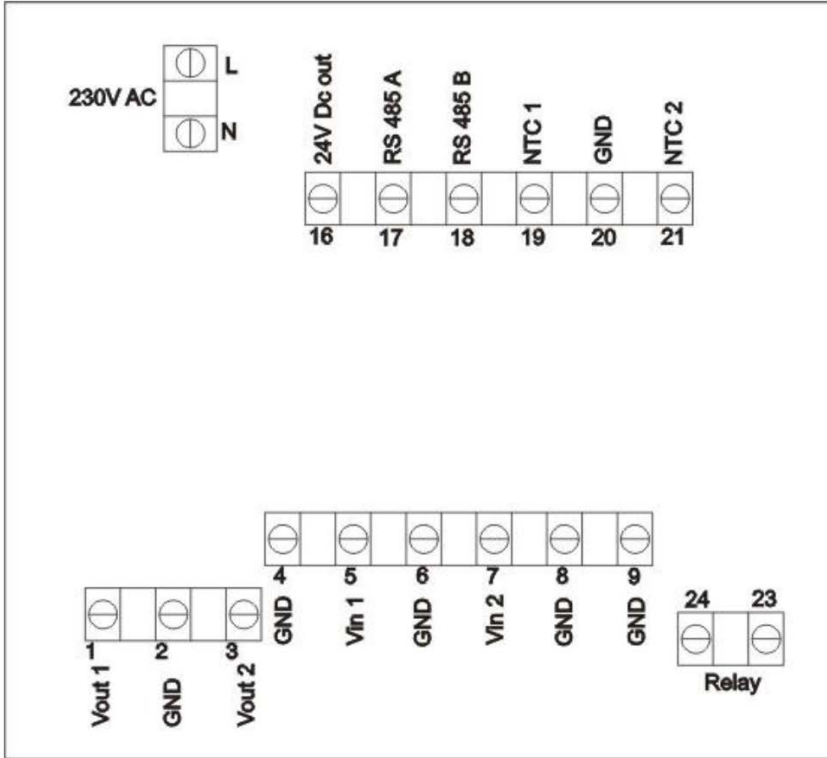 L
230V AC
N
24V Dc out
RS 485 A
RS 485 B
NTC 1
GND
NTC 2
16 17 18 19 20 21
4 5 6 7 8 9
GND
Vin 1
GND
Vin 2
GND
GND
1 2 3
Vout 1
GND
Vout 2
24 23
Relay